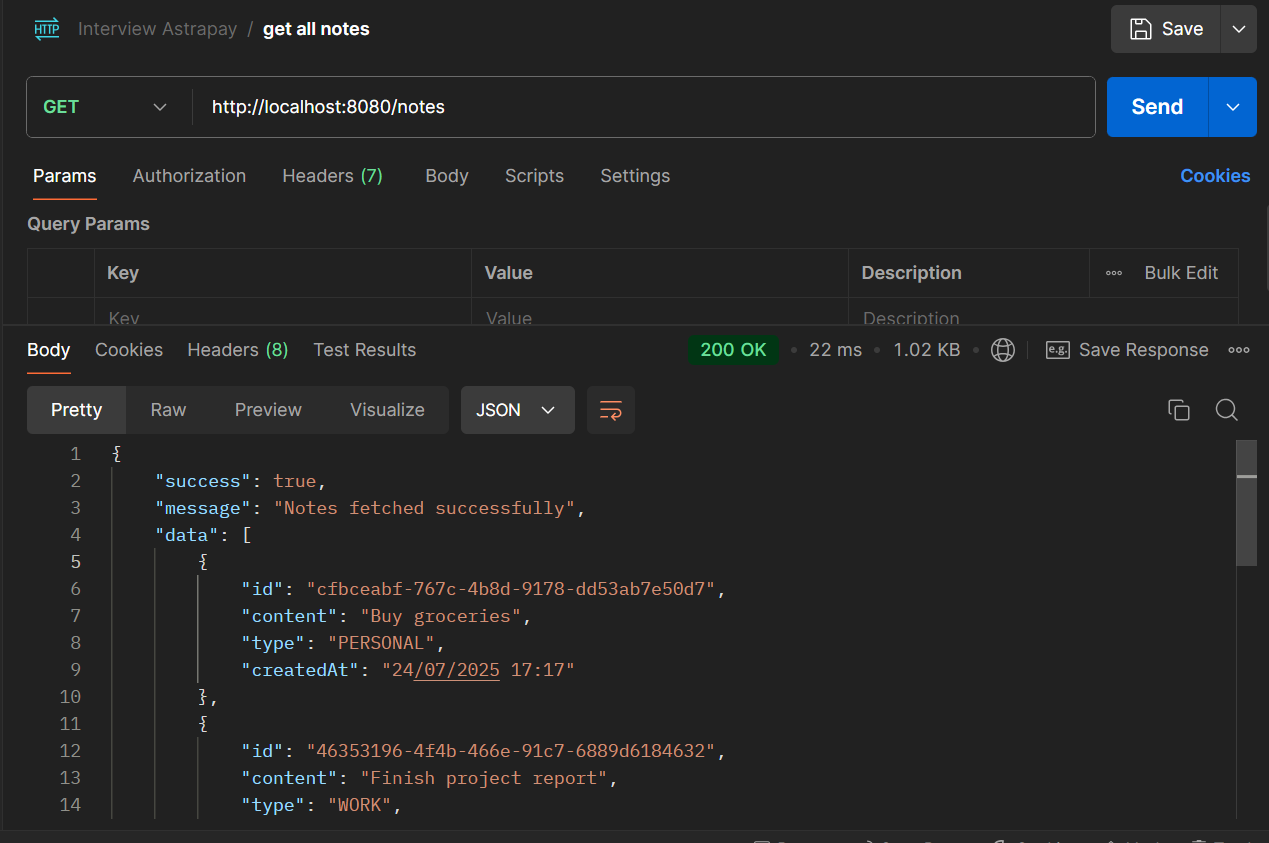 HTTP Interview Astrapay / get all notes Save
GET http://localhost:8080/notes Send
Params Authorization Headers (7) Body Scripts Settings Cookies
Query Params
Key Value Description Bulk Edit
Key Value Description
Body Cookies Headers (8) Test Results 200 OK 22 ms 1.02 KB e.g. Save Response
Pretty Raw Preview Visualize JSON
1 {
2 "success": true,
3 "message": "Notes fetched successfully",
4 "data": [
5 {
6 "id": "cfbceabf-767c-4b8d-9178-dd53ab7e50d7",
7 "content": "Buy groceries",
8 "type": "PERSONAL",
9 "createdAt": "24/07/2025 17:17"
10 },
11 {
12 "id": "46353196-4f4b-466e-91c7-6889d6184632",
13 "content": "Finish project report",
14 "type": "WORK",